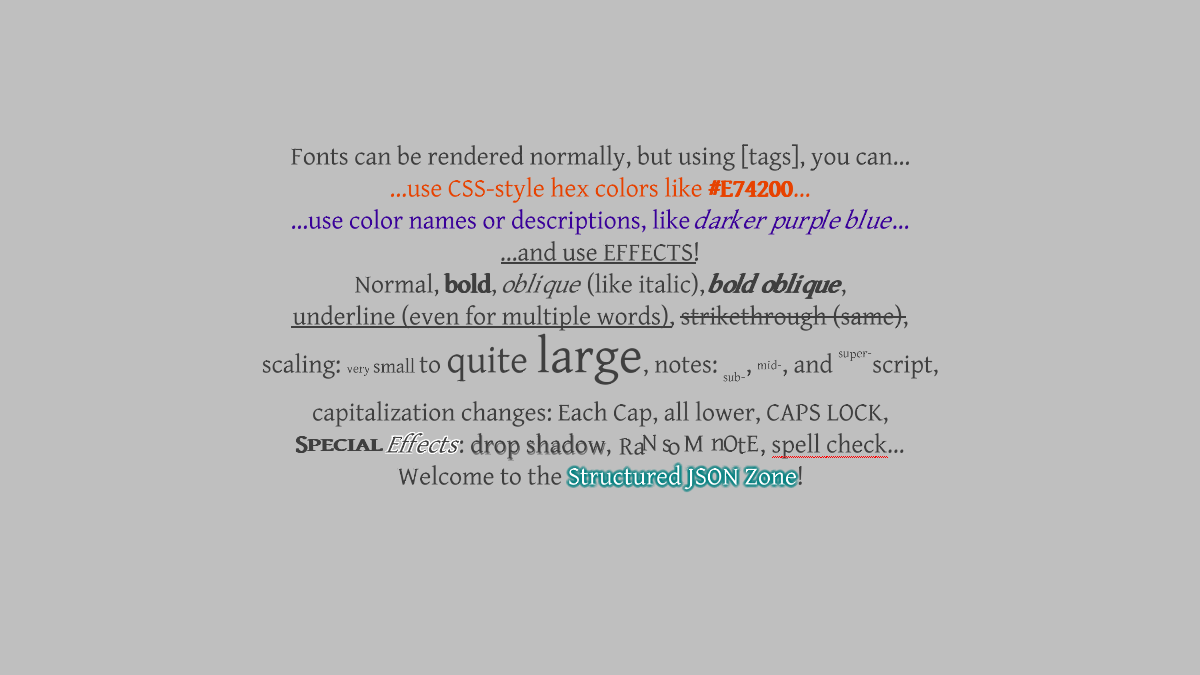 Fonts can be rendered normally, but using [tags], you can...
...use CSS-style hex colors like #E74200...
...use color names or descriptions, like darker purple blue...
...and use EFFECTS!
Normal, bold, oblique (like italic), bold oblique,
underline (even for multiple words), strikethrough (same),
scaling: very small to quite large, notes: sub-, mid-, and super-script,
capitalization changes: Each Cap, all lower, CAPS LOCK,
Special Effects: drop shadow, RaNsoM nOtE, spell check...
Welcome to the Structured JSON Zone!